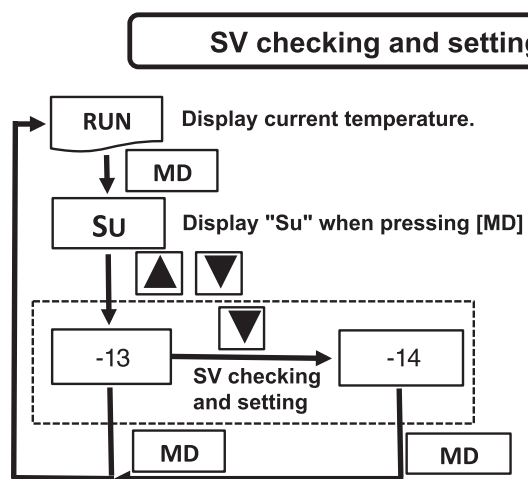 SV checking and setting
RUN
Display current temperature.
MD
SU
Display "Su" when pressing [MD]
-13
SV checking
and setting
-14
MD
MD